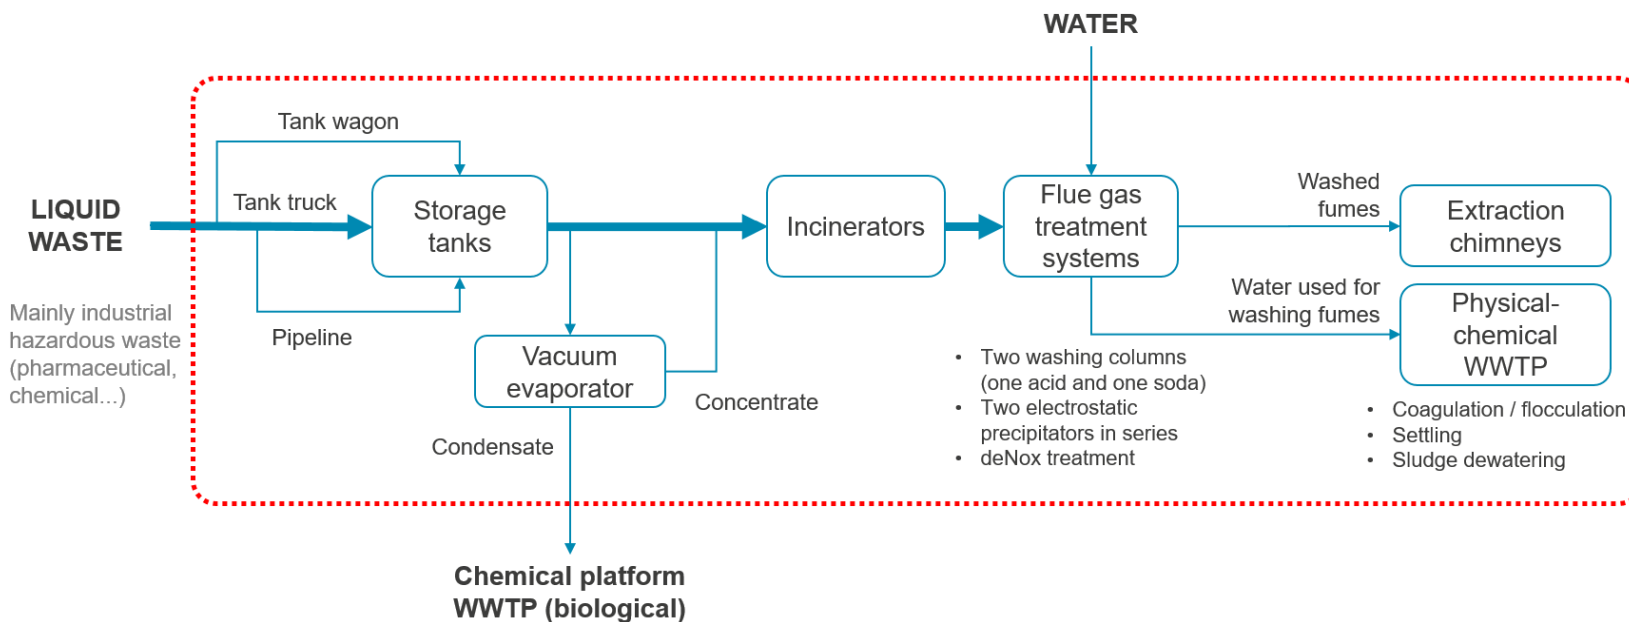 WATER
Tank wagon
Tank truck
LIQUID
WASTE
Storage
tanks
Incinerators
Flue gas
treatment
systems
Washed
fumes
Extraction
chimneys
Mainly industrial
hazardous waste
(pharmaceutical,
chemical...)
Pipeline
Vacuum
evaporator
Concentrate
Condensate
Water used for
washing fumes
Physical-
chemical
WWTP
• Two washing columns
(one acid and one soda)
• Two electrostatic
precipitators in series
• deNox treatment
• Coagulation / flocculation
• Settling
• Sludge dewatering
Chemical platform
WWTP (biological)